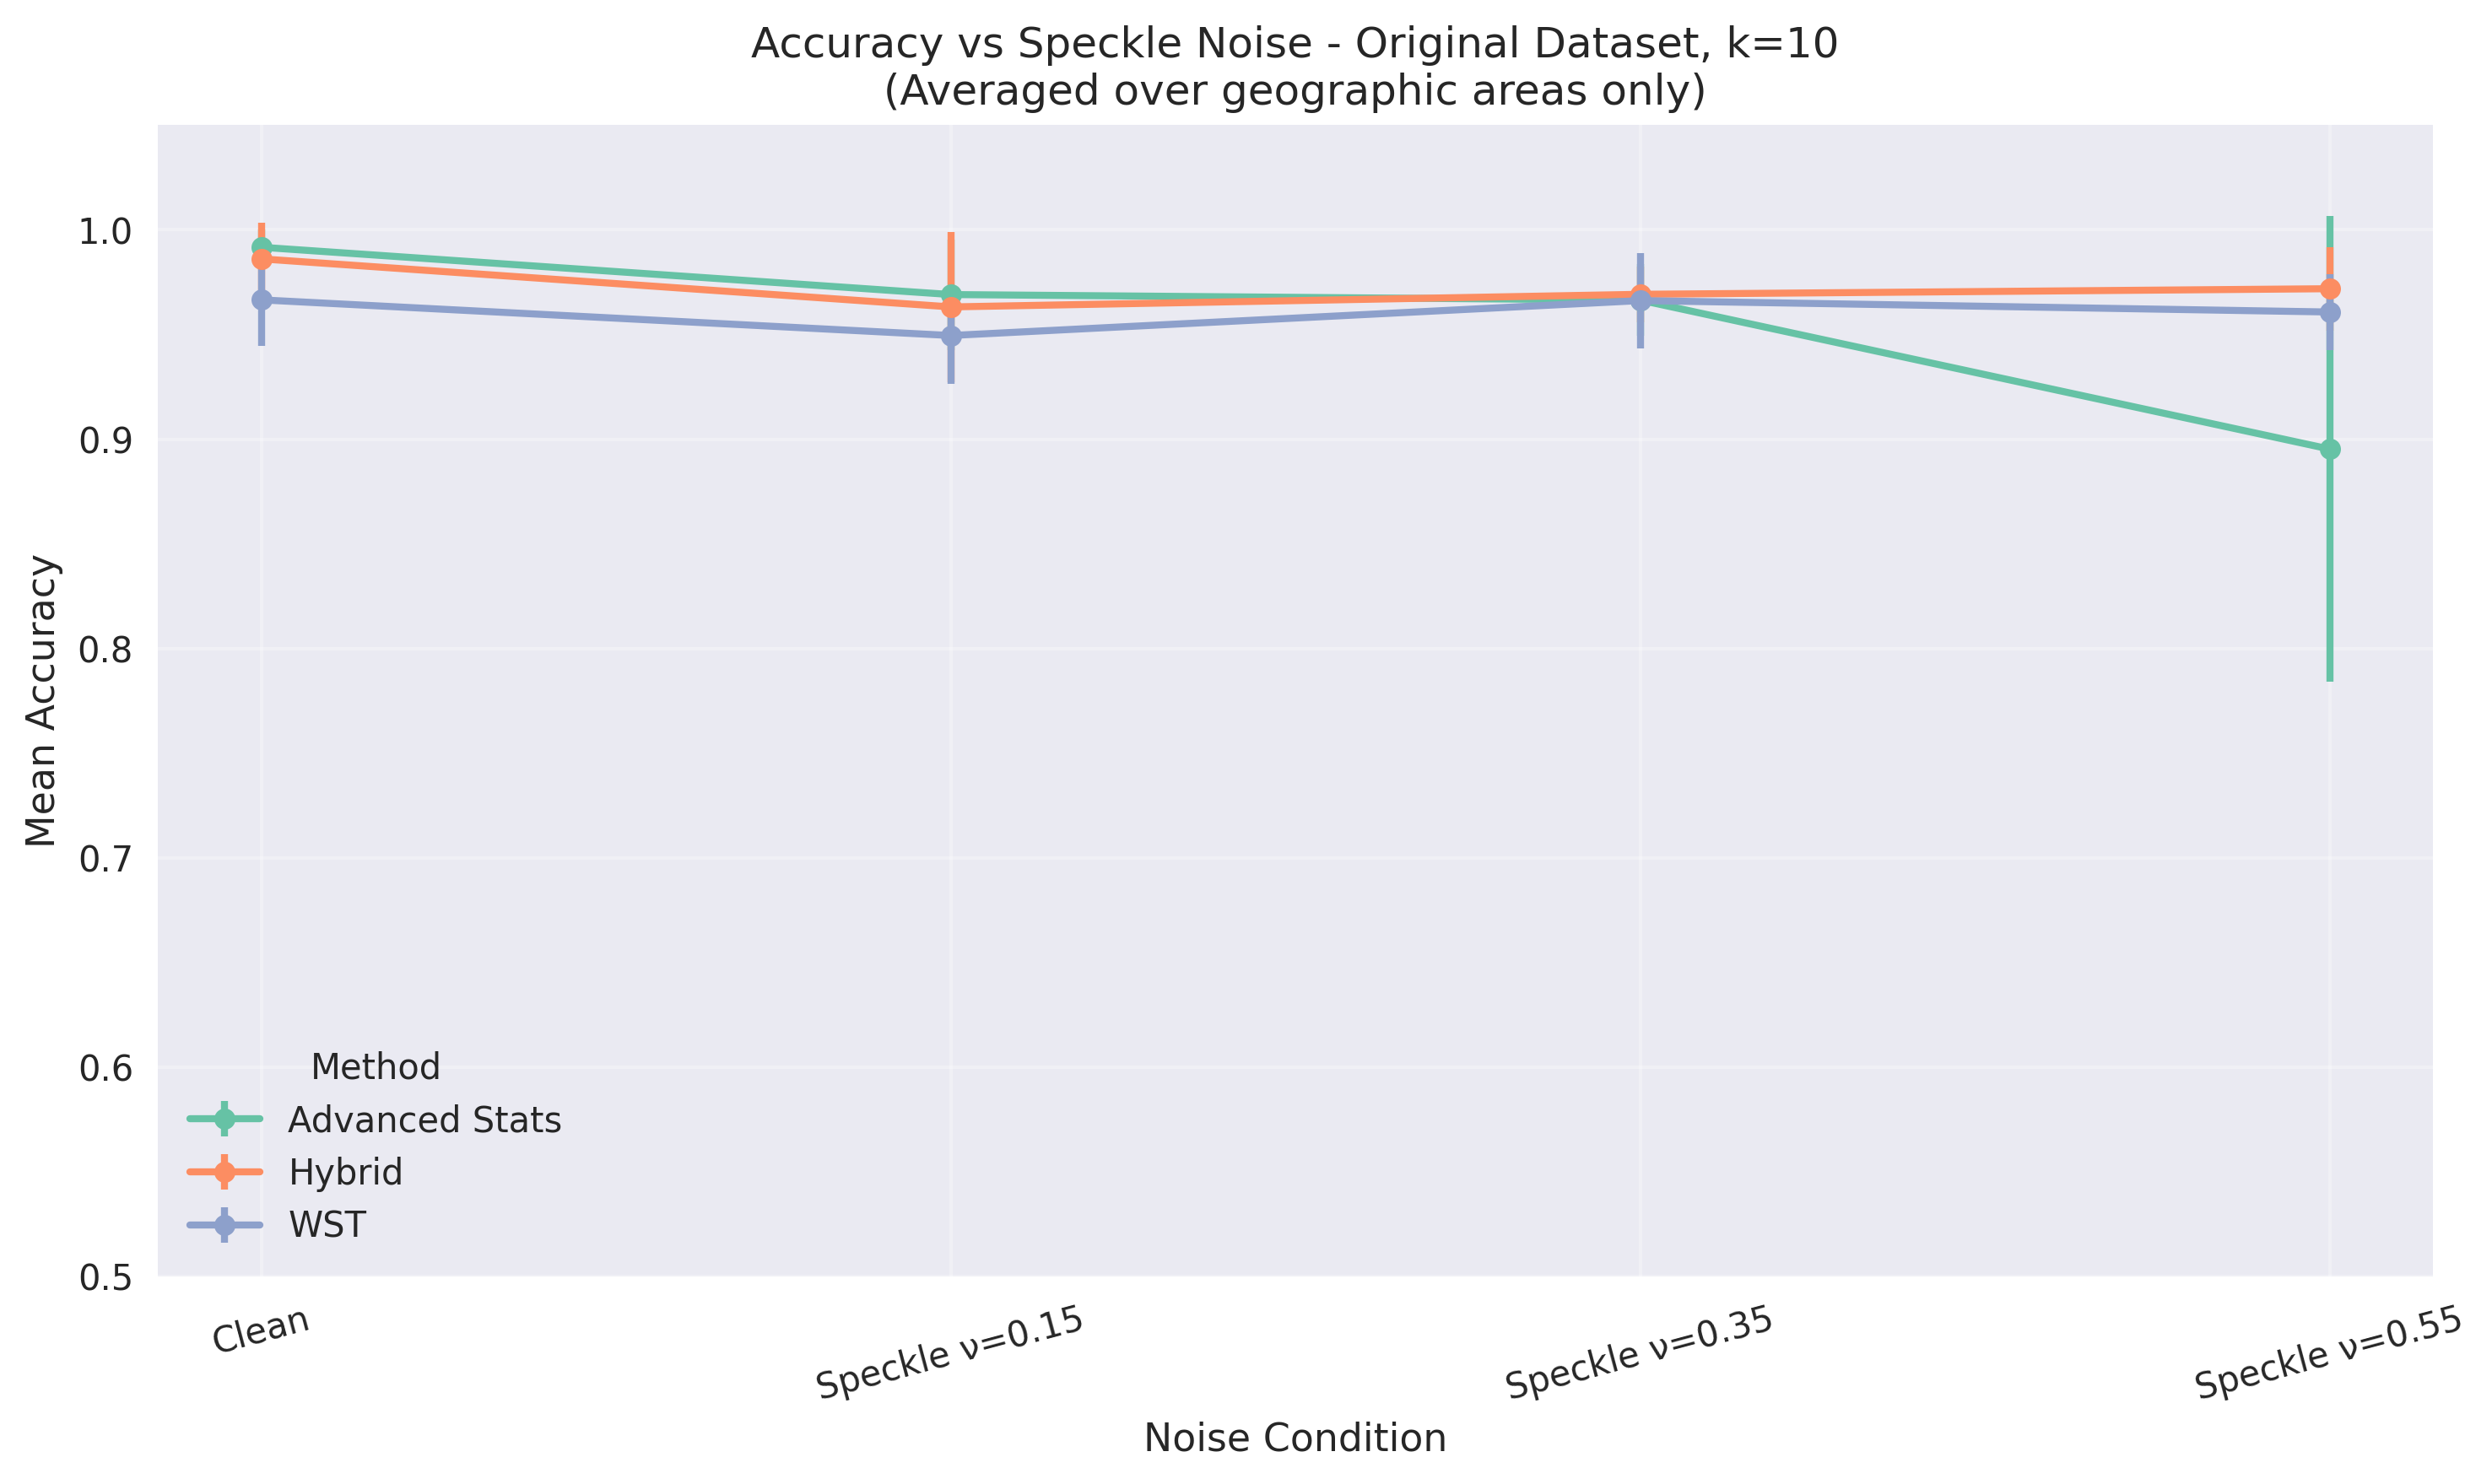 Accuracy vs Speckle Noise - Original Dataset, k=10
(Averaged over geographic areas only)
Mean Accuracy
1.0
0.9
0.8
0.7
0.6
0.5
Method
Advanced Stats
Hybrid
WST
Clean
Speckle ν=0.15
Speckle ν=0.35
Speckle ν=0.55
Noise Condition